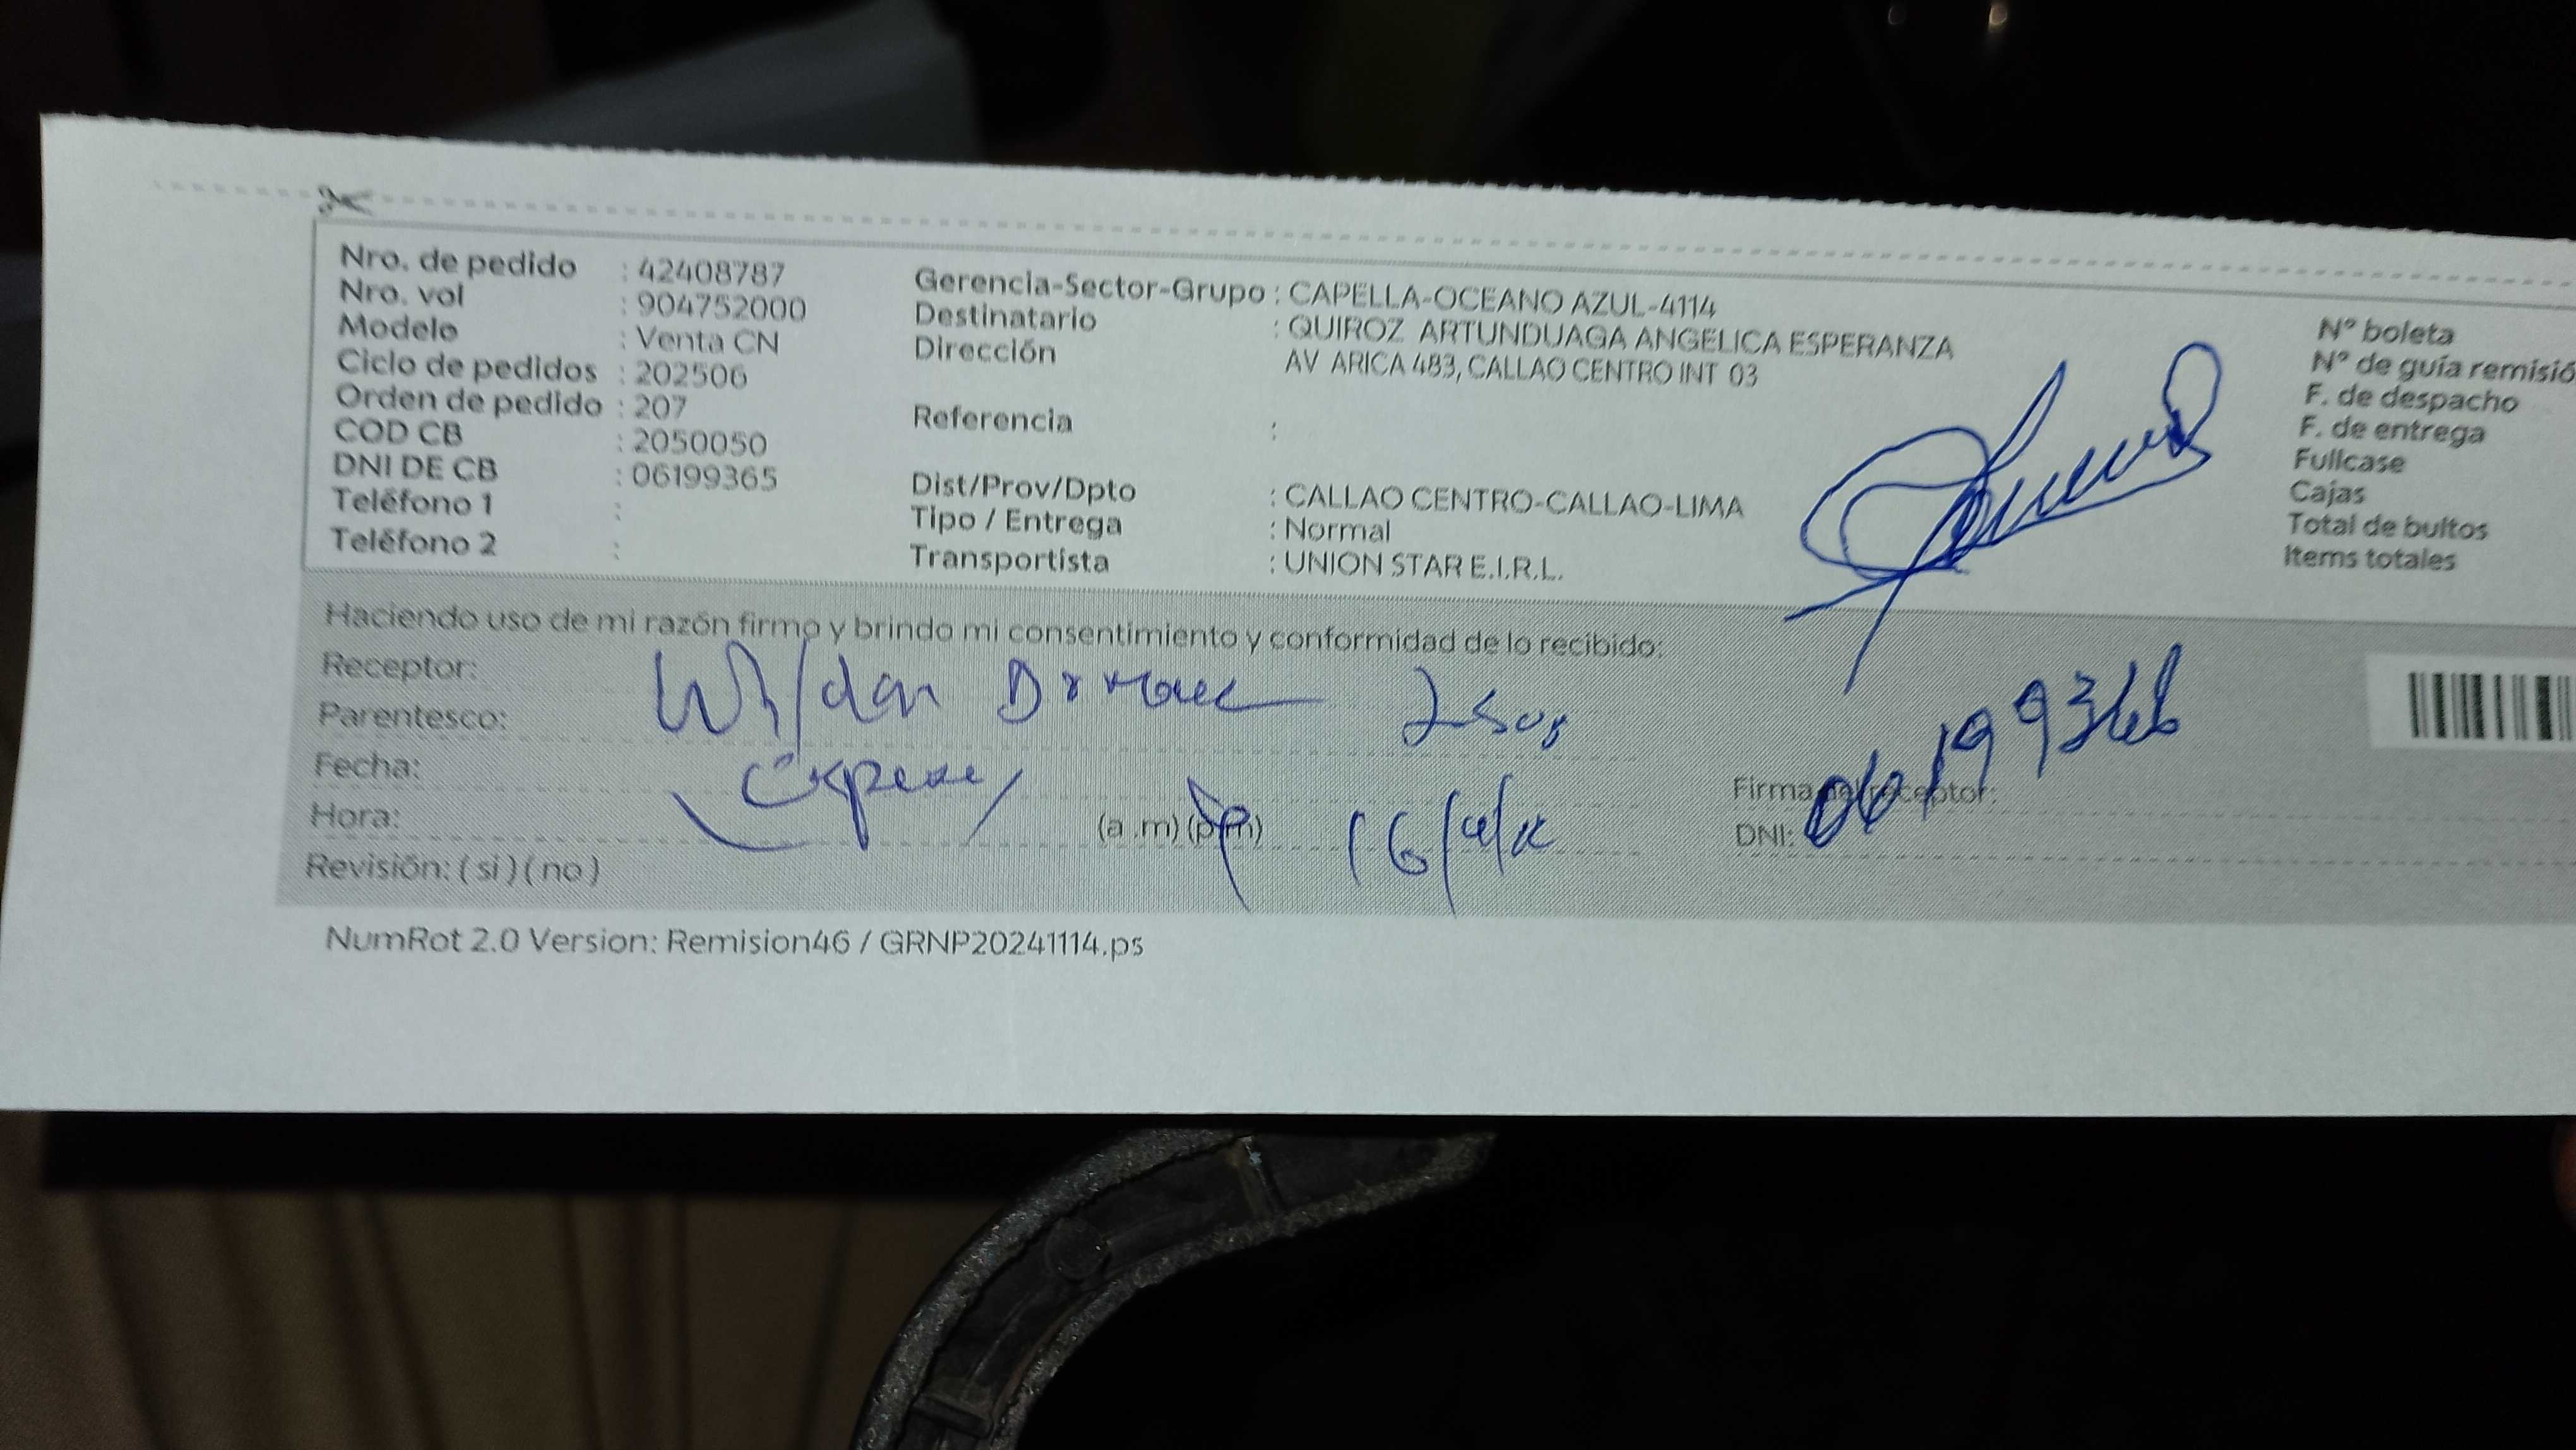 Nro. de pedido : 42408787
Nro. vol : 904752000
Modelo : Venta CN
Ciclo de pedidos : 202506
Orden de pedido : 207
COD CB : 2050050
DNI DE CB : 06199365
Teléfono 1 :
Teléfono 2 :
Gerencia-Sector-Grupo : CAPELLA-OCEANO AZUL-4114
Destinatario : QUIROZ ARTUNDUAGA ANGELICA ESPERANZA
Dirección AV ARICA 483, CALLAO CENTRO INT 03
Referencia :
Dist/Prov/Dpto : CALLAO CENTRO-CALLAO-LIMA
Tipo / Entrega : Normal
Transportista : UNION STAR E.I.R.L.
N° boleta
N° de guía remisió
F. de despacho
F. de entrega
Fullcase
Cajas
Total de bultos
Items totales
Haciendo uso de mi razón firmo y brindo mi consentimiento y conformidad de lo recibido:
Receptor:
Parentesco:
Fecha:
Hora: (a .m) (p.m)
Revisión: ( si ) ( no )
Firma del receptor:
DNI: 06199366
NumRot 2.0 Version: Remision46 / GRNP20241114.ps